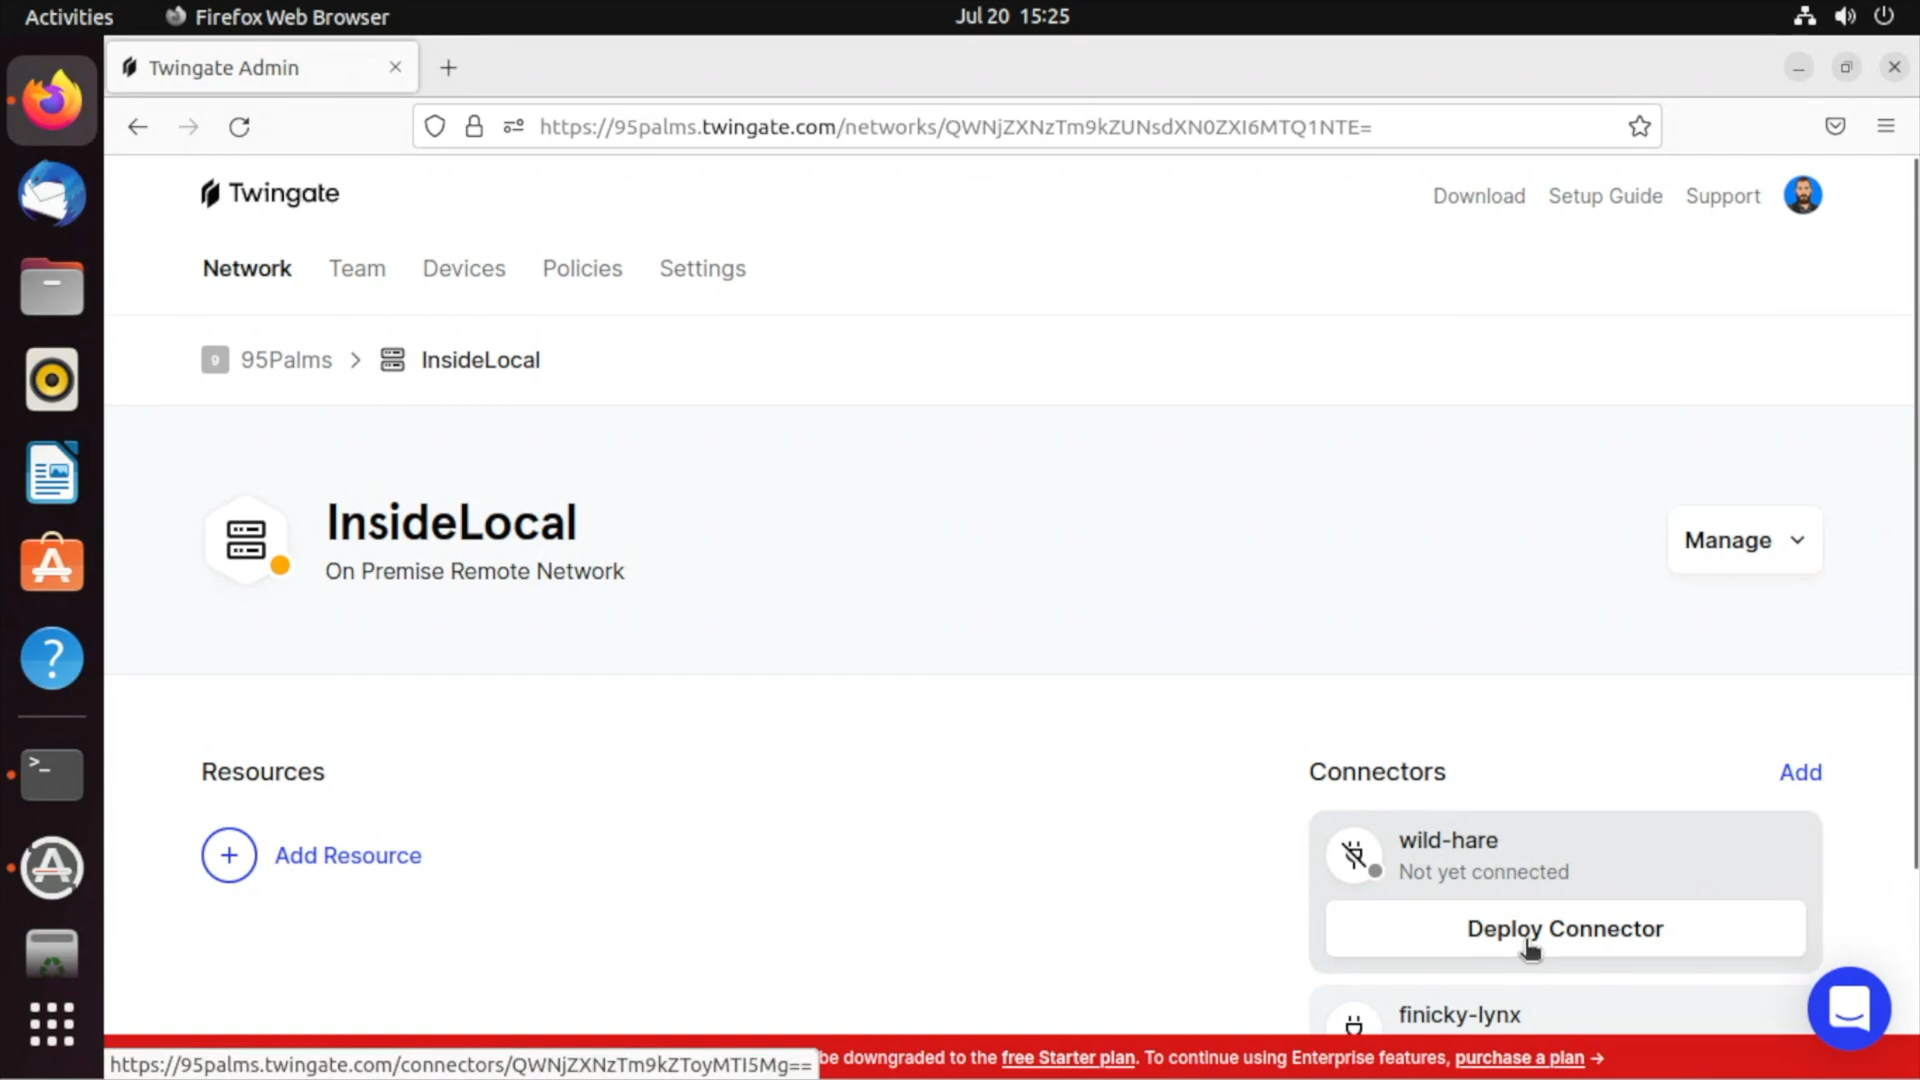 Activities
Firefox Web Browser
Jul 20 15:25
Twingate Admin
https://95palms.twingate.com/networks/QWNjZXNzTm9kZUNsdXN0ZXI6MTQ1NTE=
Twingate
Download
Setup Guide
Support
Network
Team
Devices
Policies
Settings
9
95Palms
InsideLocal
InsideLocal
On Premise Remote Network
Manage
Resources
Connectors
Add
Add Resource
wild-hare
Not yet connected
Deploy Connector
finicky-lynx
be downgraded to the free Starter plan. To continue using Enterprise features, purchase a plan →
https://95palms.twingate.com/connectors/QWNjZXNzTm9kZToyMTI5Mg==